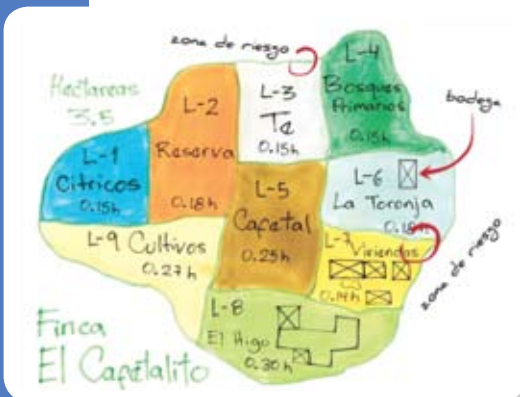 zona de riesgo
Hectareas
3.5
L-4
Bosques
Primarios
0.15h
bodega
L-3
Te
0.15h
L-2
Reserva
0.18h
L-1
Citricos
0.15h
L-6
La Toronja
0.18h
L-5
Cafetal
0.25h
L-9 Cultivos
0.27h
L-7
Viviendas
0.14h
zona de riesgo
L-8
El Higo
0.30h
Finca
El Cafetalito